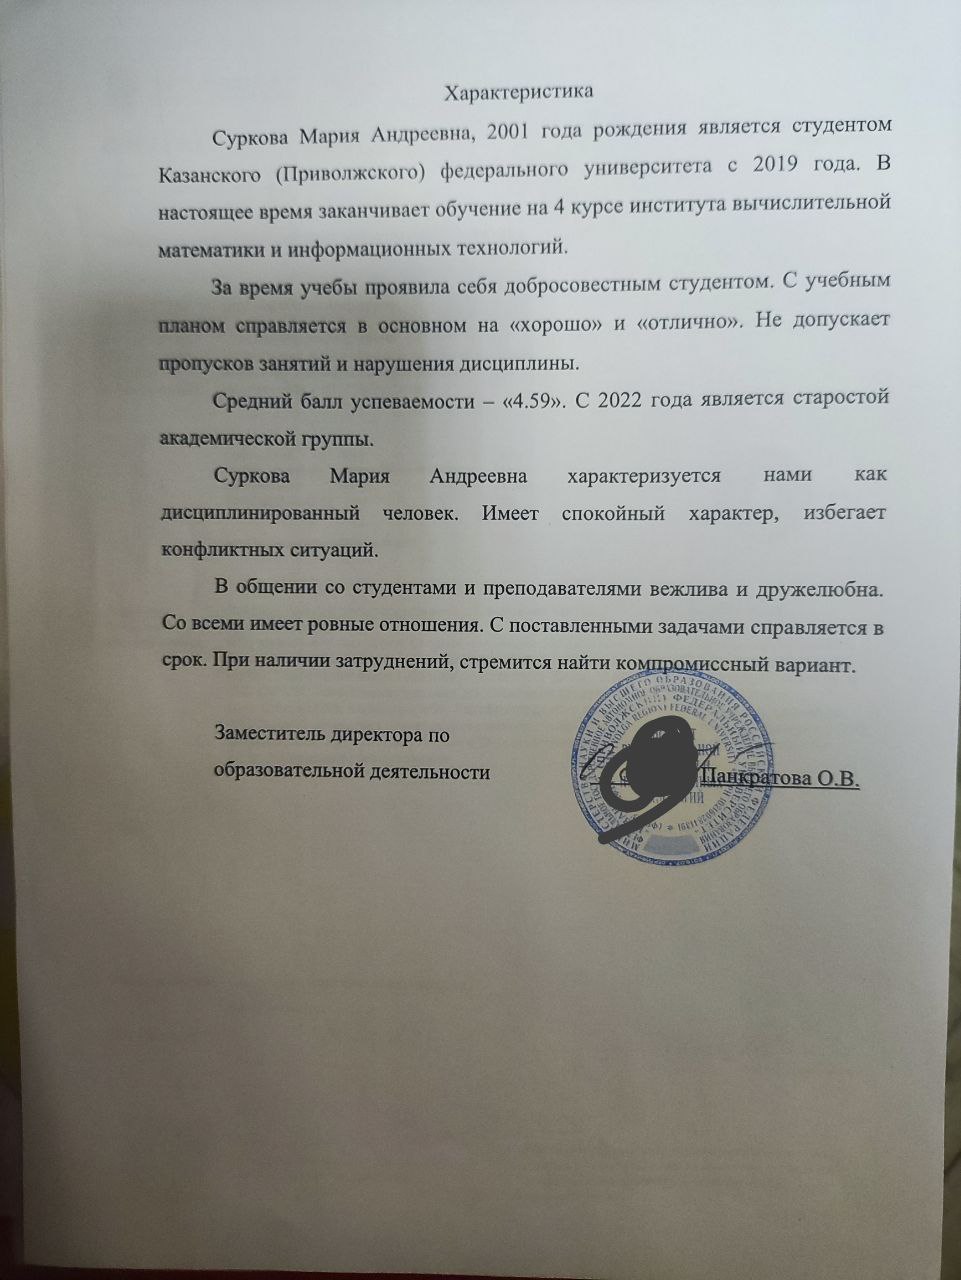 Характеристика
Суркова Мария Андреевна, 2001 года рождения является студентом
Казанского (Приволжского) федерального университета с 2019 года. В
настоящее время заканчивает обучение на 4 курсе института вычислительной
математики и информационных технологий.
За время учебы проявила себя добросовестным студентом. С учебным
планом справляется в основном на «хорошо» и «отлично». Не допускает
пропусков занятий и нарушения дисциплины.
Средний балл успеваемости – «4.59». С 2022 года является старостой
академической группы.
Суркова Мария Андреевна характеризуется нами как
дисциплинированный человек. Имеет спокойный характер, избегает
конфликтных ситуаций.
В общении со студентами и преподавателями вежлива и дружелюбна.
Со всеми имеет ровные отношения. С поставленными задачами справляется в
срок. При наличии затруднений, стремится найти компромиссный вариант.
Заместитель директора по
образовательной деятельности
Панкратова О.В.